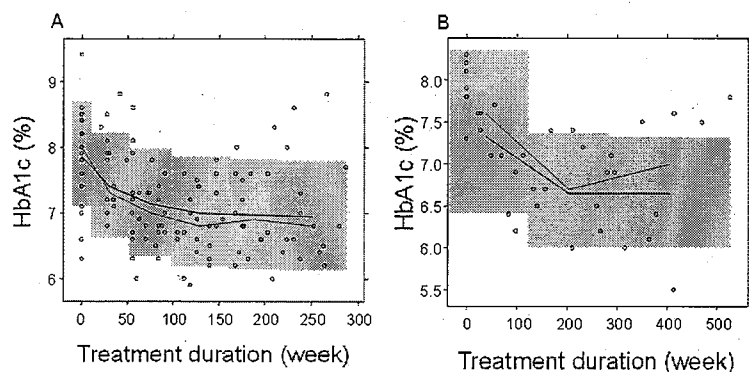 A
HbA1c (%)
9
8
7
6
0 50 100 150 200 250 300
Treatment duration (week)
B
HbA1c (%)
8.0
7.5
7.0
6.5
6.0
5.5
0 100 200 300 400 500
Treatment duration (week)